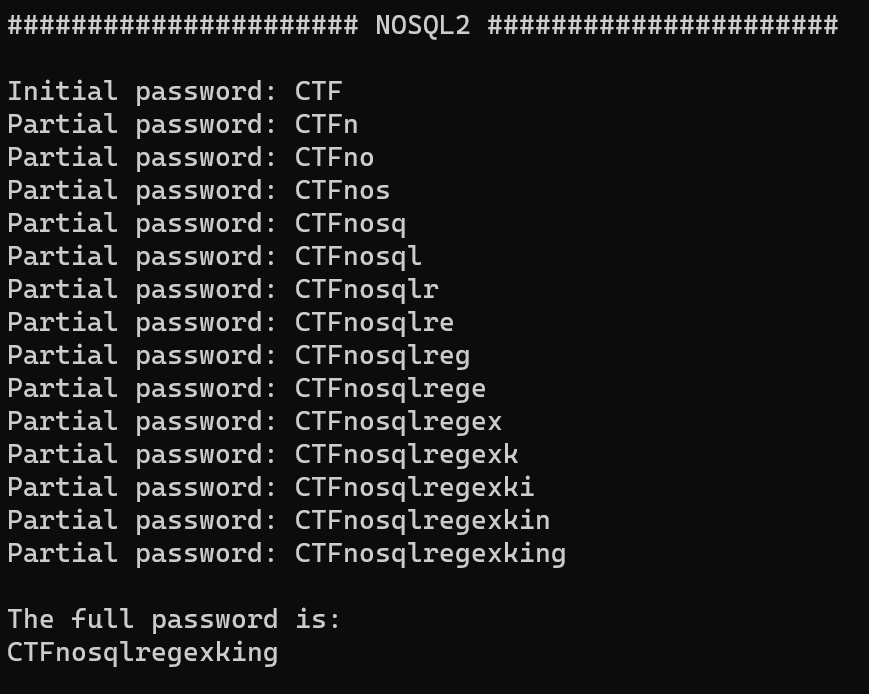 ###################### NOSQL2 ######################
Initial password: CTF
Partial password: CTFn
Partial password: CTFno
Partial password: CTFnos
Partial password: CTFnosq
Partial password: CTFnosql
Partial password: CTFnosqlr
Partial password: CTFnosqlre
Partial password: CTFnosqlreg
Partial password: CTFnosqlrege
Partial password: CTFnosqlregex
Partial password: CTFnosqlregexk
Partial password: CTFnosqlregexki
Partial password: CTFnosqlregexkin
Partial password: CTFnosqlregexking
The full password is:
CTFnosqlregexking